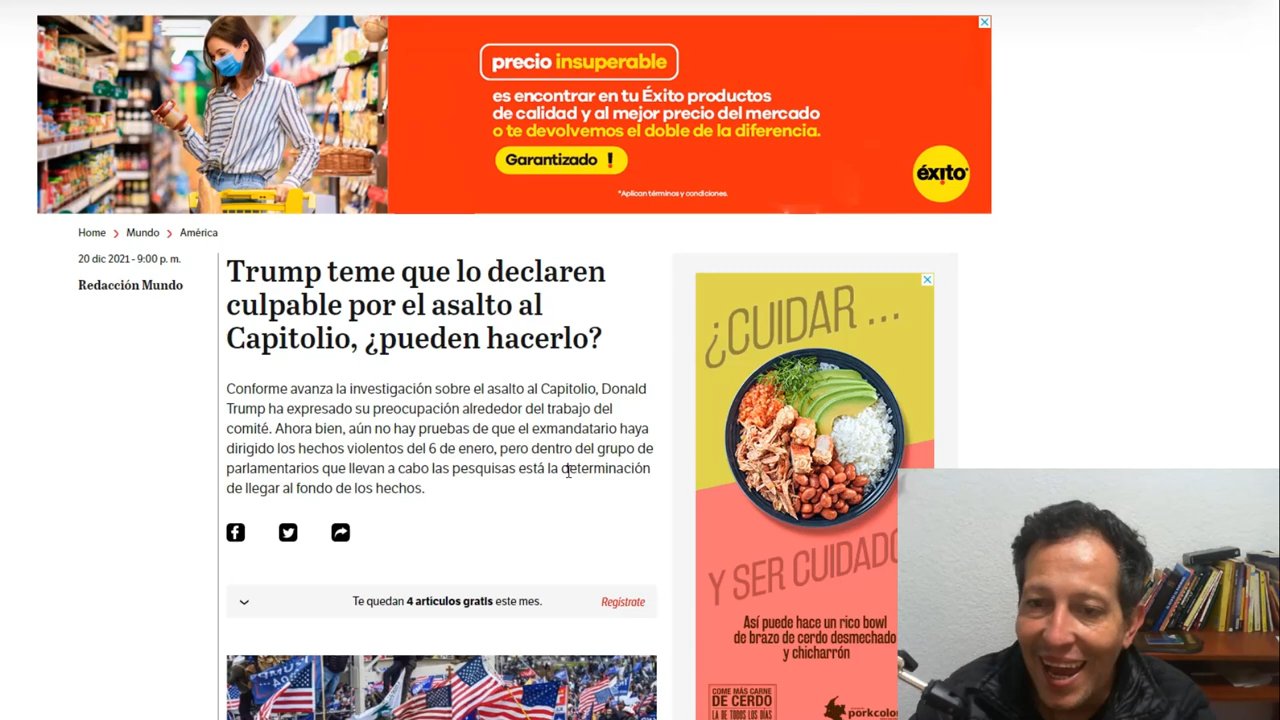 precio insuperable
es encontrar en tu Éxito productos
de calidad y al mejor precio del mercado
o te devolvemos el doble de la diferencia.
Garantizado !
*Aplican términos y condiciones.
éxito
Home > Mundo > América
20 dic 2021 - 9:00 p. m.
Redacción Mundo
Trump teme que lo declaren
culpable por el asalto al
Capitolio, ¿pueden hacerlo?
Conforme avanza la investigación sobre el asalto al Capitolio, Donald
Trump ha expresado su preocupación alrededor del trabajo del
comité. Ahora bien, aún no hay pruebas de que el exmandatario haya
dirigido los hechos violentos del 6 de enero, pero dentro del grupo de
parlamentarios que llevan a cabo las pesquisas está la determinación
de llegar al fondo de los hechos.
Te quedan 4 artículos gratis este mes.
Regístrate
¿CUIDAR ...
Y SER CUIDADO
Así puede hacer un rico bowl
de brazo de cerdo desmechado
y chicharrón
COME MÁS CARNE
DE CERDO
LA DE TODOS LOS DÍAS
porkcolo